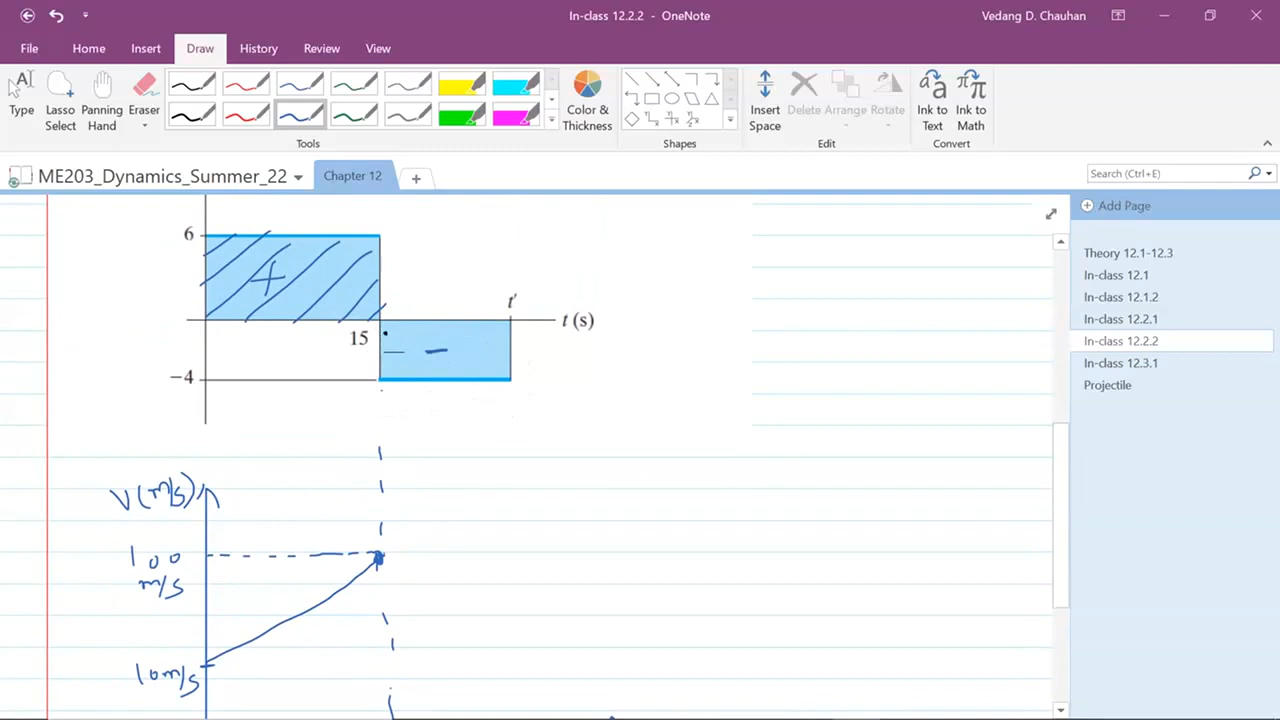 In-class 12.2.2 - OneNote
Vedang D. Chauhan
File Home Insert Draw History Review View
Type Lasso Select Panning Hand Eraser
Color & Thickness
Insert Space Delete Arrange Rotate
Ink to Text Ink to Math
Tools Shapes Edit Convert
ME203_Dynamics_Summer_22 Chapter 12
Search (Ctrl+E)
Add Page
Theory 12.1-12.3
In-class 12.1
In-class 12.1.2
In-class 12.2.1
In-class 12.2.2
In-class 12.3.1
Projectile
6
+
t'
t (s)
15
−
−4
V (m/s)
100
m/s
10 m/s